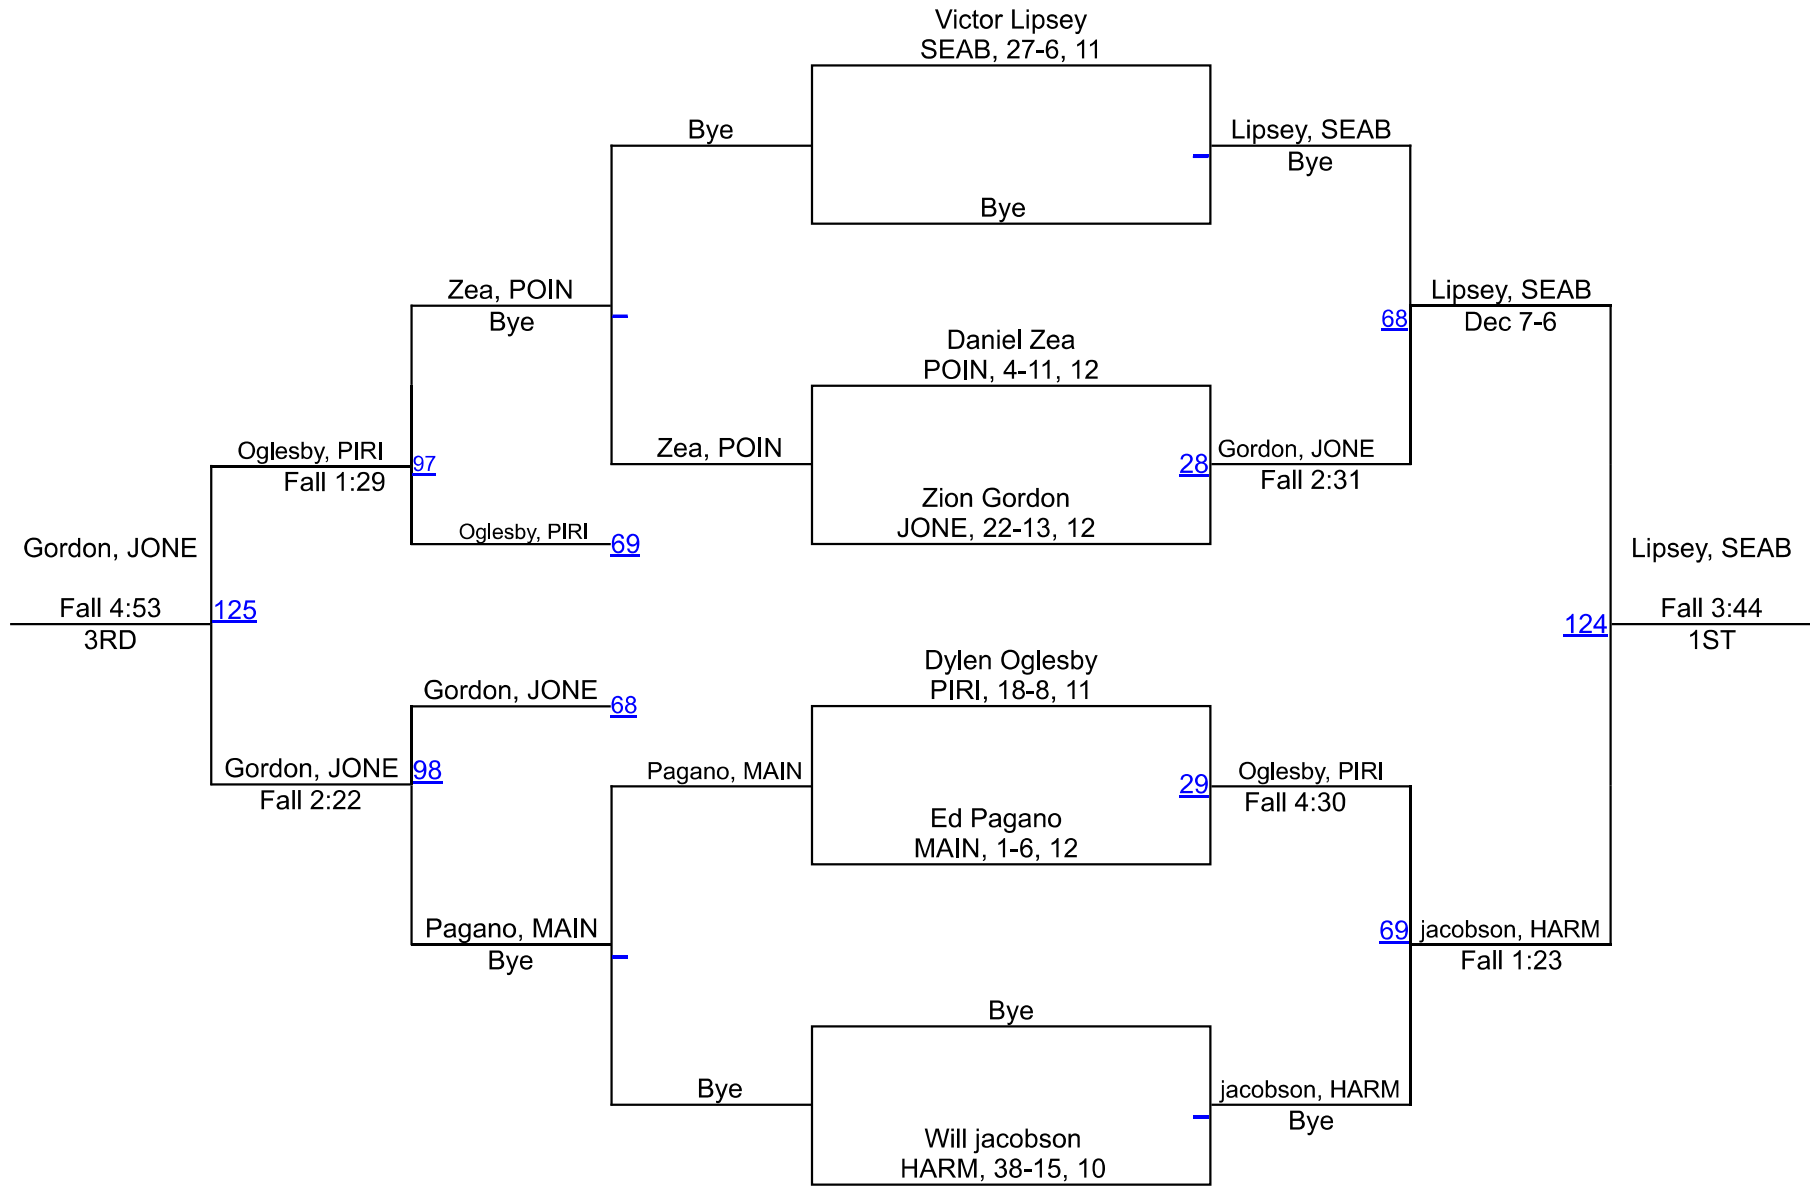 Victor Lipsey
SEAB, 27-6, 11
Bye
Lipsey, SEAB
Bye
Bye
Zea, POIN
Bye
Lipsey, SEAB
68
Dec 7-6
Daniel Zea
POIN, 4-11, 12
Zea, POIN
28
Gordon, JONE
Fall 2:31
Oglesby, PIRI
97
Fall 1:29
Zion Gordon
JONE, 22-13, 12
Oglesby, PIRI
69
Gordon, JONE
Lipsey, SEAB
Fall 4:53
125
3RD
124
Fall 3:44
1ST
Dylen Oglesby
PIRI, 18-8, 11
Gordon, JONE
68
Gordon, JONE
98
Fall 2:22
Pagano, MAIN
29
Oglesby, PIRI
Fall 4:30
Ed Pagano
MAIN, 1-6, 12
Pagano, MAIN
Bye
69
jacobson, HARM
Fall 1:23
Bye
Bye
jacobson, HARM
Bye
Will jacobson
HARM, 38-15, 10